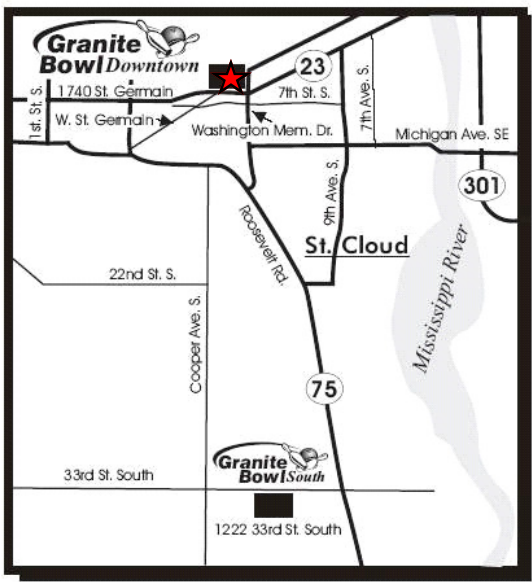 Granite
Bowl Downtown
23
1740 St. Germain
7th St. S.
1st. St. S.
W. St. Germain
Washington Mem. Dr.
7th Ave. S.
Michigan Ave. SE
301
9th Ave. S.
Roosevelt Rd.
St. Cloud
Mississippi River
22nd St. S.
Cooper Ave. S.
75
Granite
Bowl South
33rd St. South
1222 33rd St. South